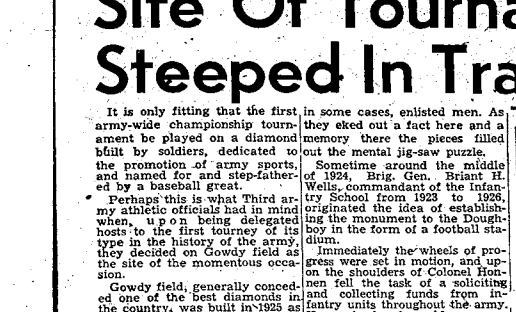 Site Of Tourna
Steeped In Tra
It is only fitting that the first
army-wide championship tourn-
ament be played on a diamond
built by soldiers, dedicated to
the promotion of army sports,
and named for and step-father-
ed by a baseball great.
Perhaps this is what Third ar-
my athletic officials had in mind
when, upon being delegated
hosts to the first tourney of its
type in the history of the army,
they decided on Gowdy field as
the site of the momentous occa-
sion.
Gowdy field, generally conced-
ed one of the best diamonds in
the country, was built in 1925 as
in some cases, enlisted men. As
they eked out a fact here and a
memory there the pieces filled
out the mental jig-saw puzzle.
Sometime around the middle
of 1924, Brig. Gen. Briant H.
Wells, commandant of the Infan-
try School from 1923 to 1926,
originated the idea of establish-
ing the monument to the Dough-
boy in the form of a football sta-
dium.
Immediately the wheels of pro-
gress were set in motion, and up-
on the shoulders of Colonel Hon-
nen fell the task of a soliciting
and collecting funds from in-
fantry units throughout the army.